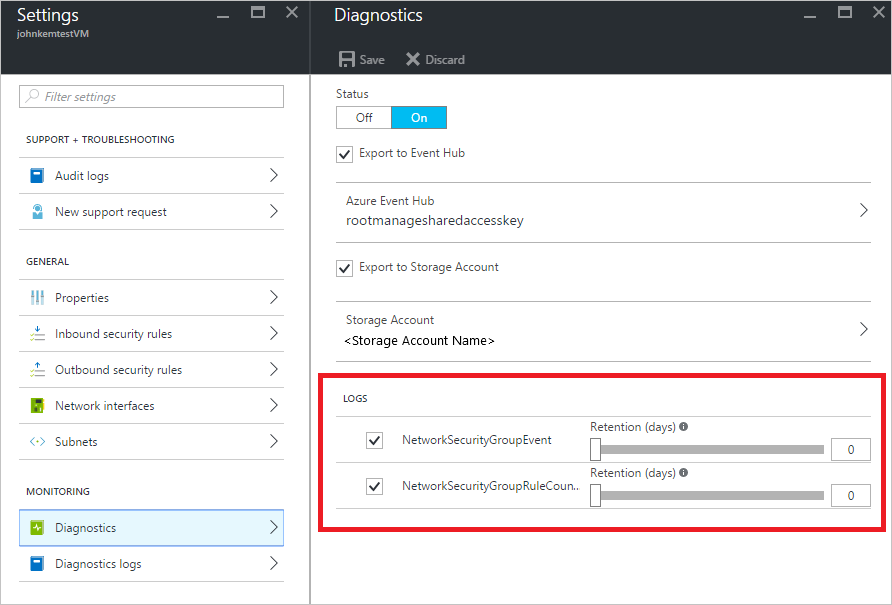 Settings
johnkemtestVM
Filter settings
SUPPORT + TROUBLESHOOTING
Audit logs
New support request
GENERAL
Properties
Inbound security rules
Outbound security rules
Network interfaces
Subnets
MONITORING
Diagnostics
Diagnostics logs
Diagnostics
Save Discard
Status
Off On
Export to Event Hub
Azure Event Hub
rootmanagesharedaccesskey
Export to Storage Account
Storage Account
<Storage Account Name>
LOGS
Retention (days)
NetworkSecurityGroupEvent
0
Retention (days)
NetworkSecurityGroupRuleCoun..
0